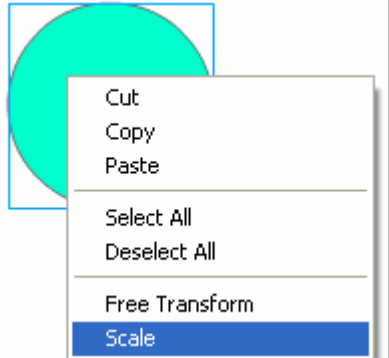 Cut
Copy
Paste
Select All
Deselect All
Free Transform
Scale